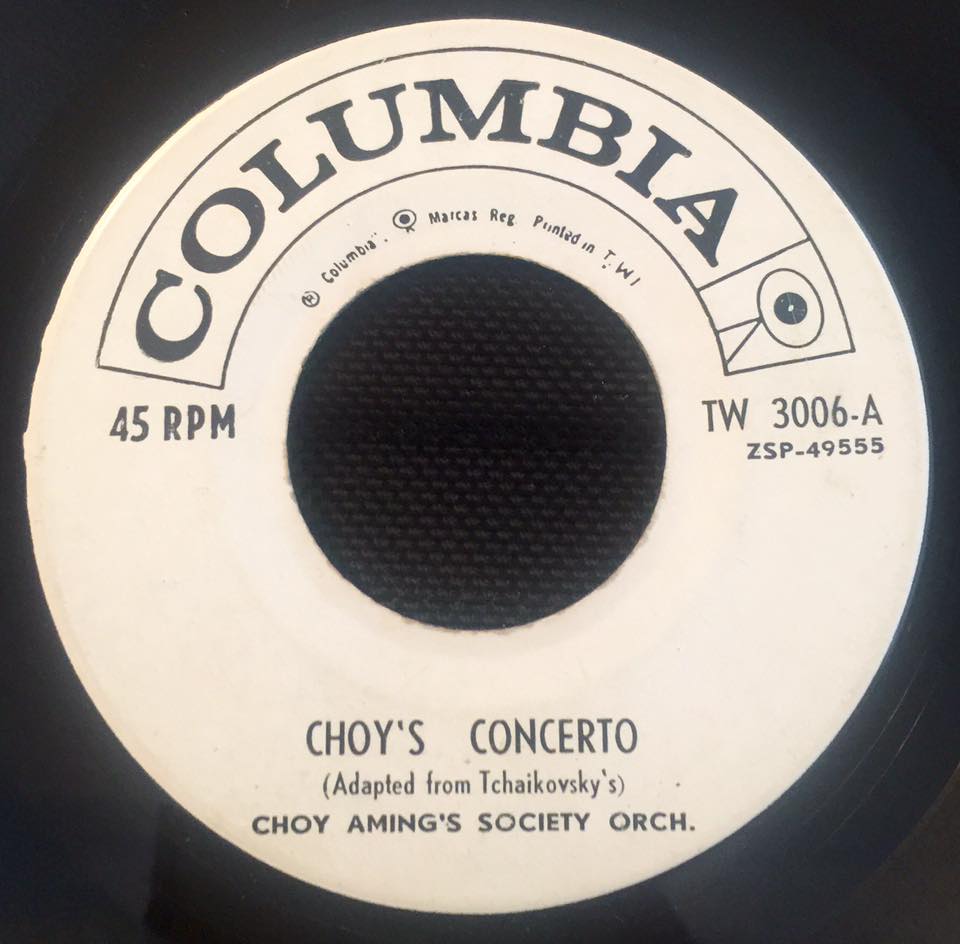 COLUMBIA
® "Columbia". Marcas Reg. Printed in T.W I
45 RPM
TW 3006-A
ZSP-49555
CHOY'S CONCERTO
(Adapted from Tchaikovsky's)
CHOY AMING'S SOCIETY ORCH.